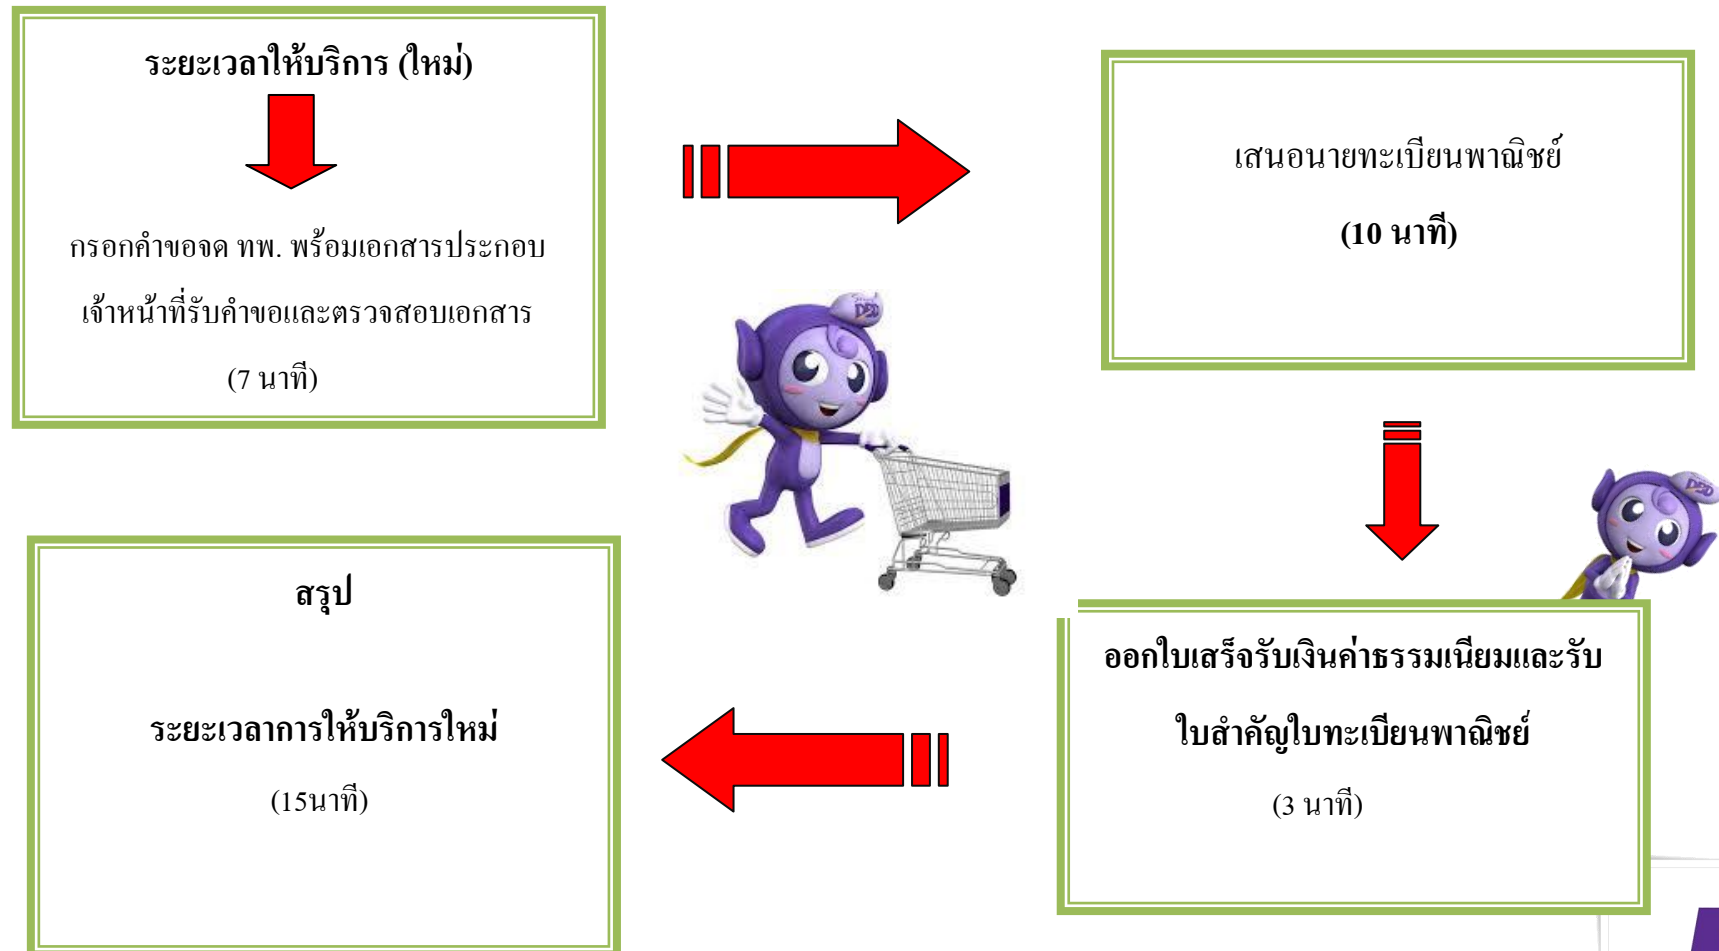 ระยะเวลาให้บริการ (ใหม่)
กรอกคำขอจด ทพ. พร้อมเอกสารประกอบ
เจ้าหน้าที่รับคำขอและตรวจสอบเอกสาร
(7 นาที)
เสนอนายทะเบียนพาณิชย์
(10 นาที)
DBD
DBD
ออกใบเสร็จรับเงินค่าธรรมเนียมและรับ
ใบสำคัญใบทะเบียนพาณิชย์
(3 นาที)
สรุป
ระยะเวลาการให้บริการใหม่
(15นาที)